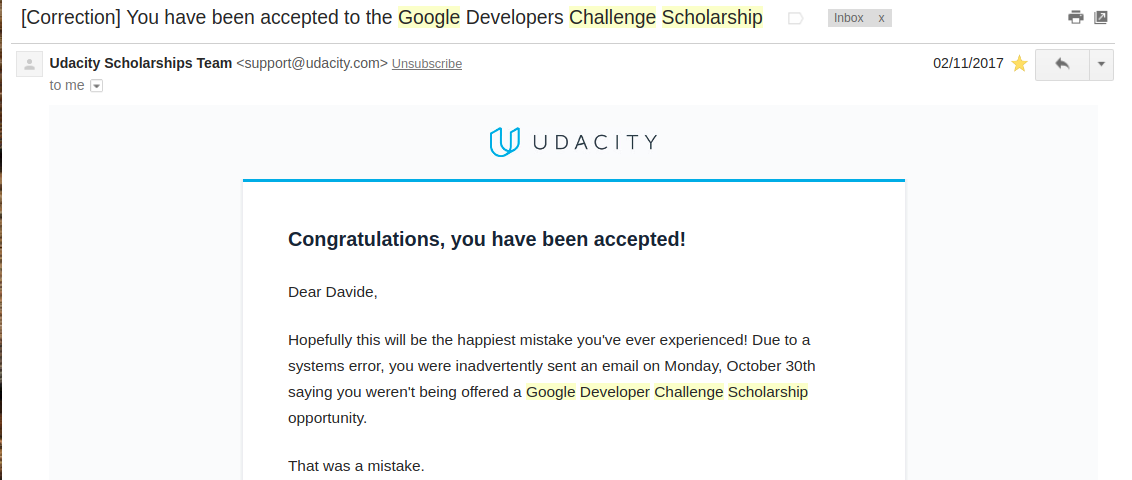 [Correction] You have been accepted to the Google Developers Challenge Scholarship Inbox x
Udacity Scholarships Team <support@udacity.com> Unsubscribe 02/11/2017
to me
UDACITY
Congratulations, you have been accepted!
Dear Davide,
Hopefully this will be the happiest mistake you've ever experienced! Due to a
systems error, you were inadvertently sent an email on Monday, October 30th
saying you weren't being offered a Google Developer Challenge Scholarship
opportunity.
That was a mistake.